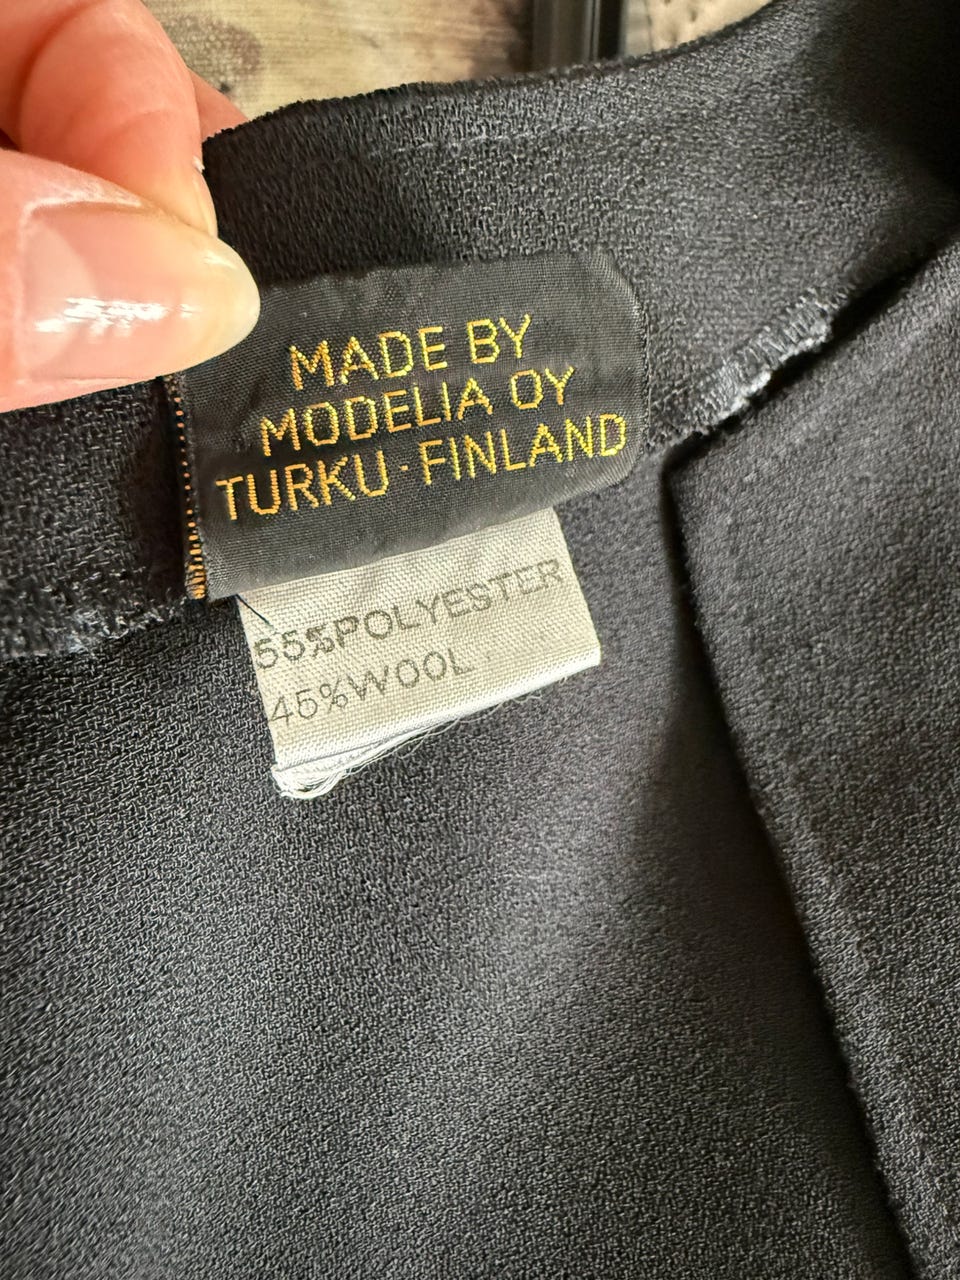 MADE BY
MODELIA OY
TURKU · FINLAND
55%POLYESTER
45%WOOL